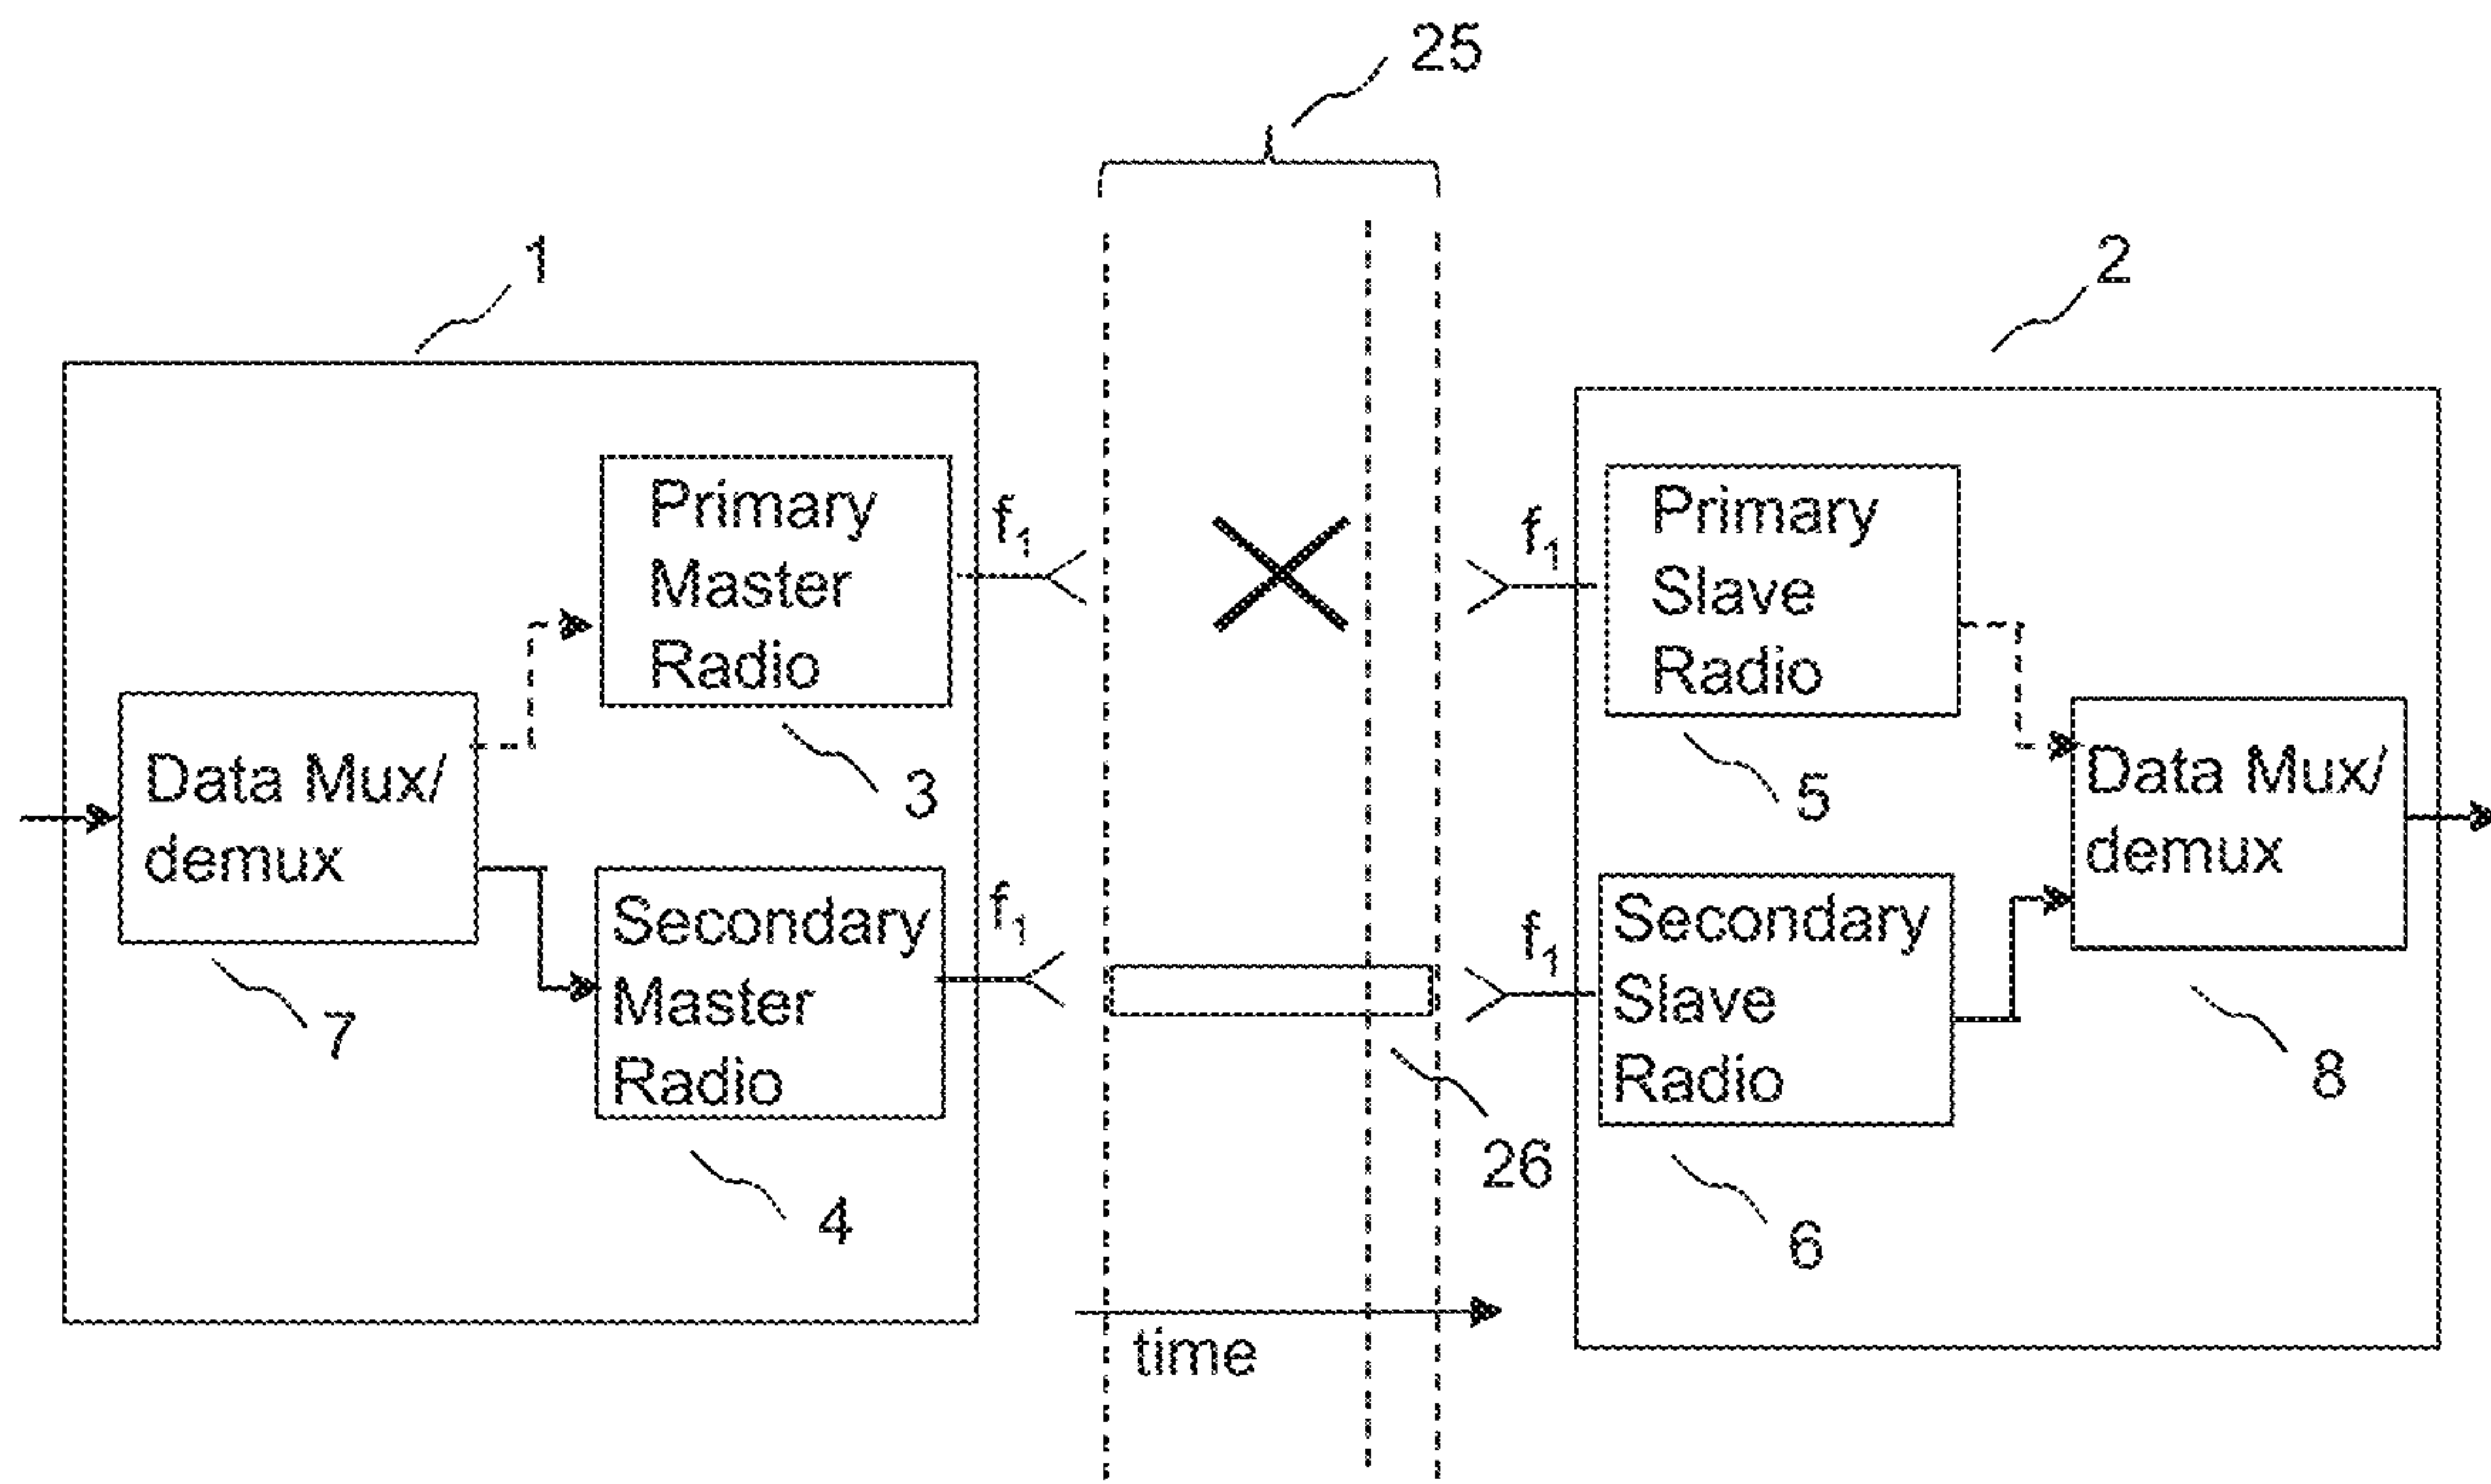 25
1
2
Primary
Master
Radio
f₁
f₁
Primary
Slave
Radio
3
5
Data Mux/
demux
Data Mux/
demux
7
8
Secondary
Master
Radio
f₁
f₁
Secondary
Slave
Radio
4
26
6
time